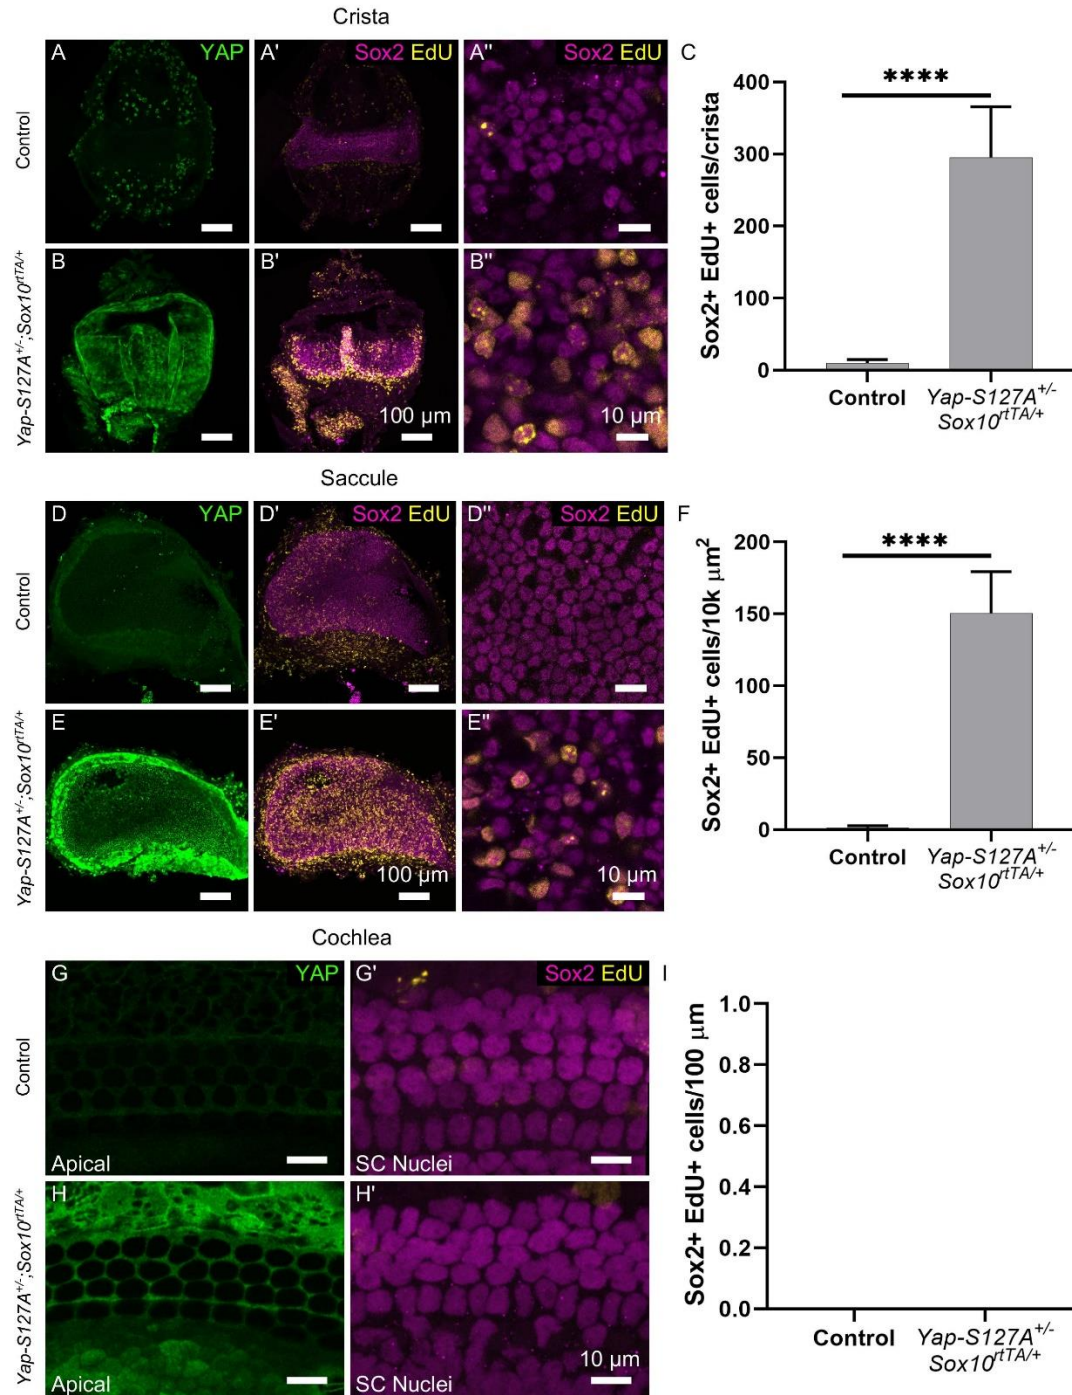 Crista
Control
A YAP
A' Sox2 EdU
A'' Sox2 EdU
Yap-S127A+/-;Sox10rtTA/+
B
B'
100 µm
B''
10 µm
C
Sox2+ EdU+ cells/crista
400
300
200
100
0
****
Control
Yap-S127A+/-
Sox10rtTA/+
Saccule
Control
D YAP
D' Sox2 EdU
D'' Sox2 EdU
Yap-S127A+/-;Sox10rtTA/+
E
E'
100 µm
E''
10 µm
F
Sox2+ EdU+ cells/10k µm2
200
150
100
50
0
****
Control
Yap-S127A+/-
Sox10rtTA/+
Cochlea
Control
G YAP
Apical
G' Sox2 EdU
SC Nuclei
Yap-S127A+/-;Sox10rtTA/+
H
Apical
H'
10 µm
SC Nuclei
I
Sox2+ EdU+ cells/100 µm
1.0
0.8
0.6
0.4
0.2
0.0
Control
Yap-S127A+/-
Sox10rtTA/+